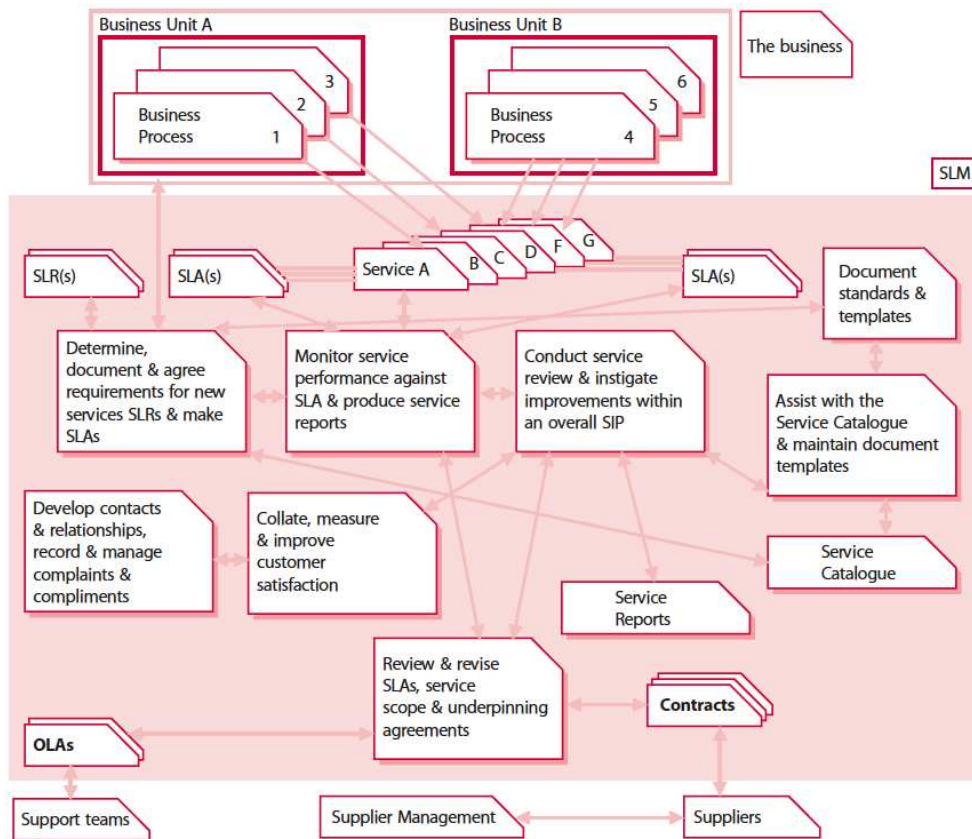 Business Unit A
Business Unit B
The business
3
2
Business
Process 1
6
5
Business
Process 4
SLM
SLR(s)
SLA(s)
Service A
B
C
D
F
G
SLA(s)
Document
standards &
templates
Determine,
document & agree
requirements for new
services SLRs & make
SLAs
Monitor service
performance against
SLA & produce service
reports
Conduct service
review & instigate
improvements within
an overall SIP
Assist with the
Service Catalogue
& maintain document
templates
Develop contacts
& relationships,
record & manage
complaints &
compliments
Collate, measure
& improve
customer
satisfaction
Service
Reports
Service
Catalogue
Review & revise
SLAs, service
scope & underpinning
agreements
Contracts
OLAs
Support teams
Supplier Management
Suppliers